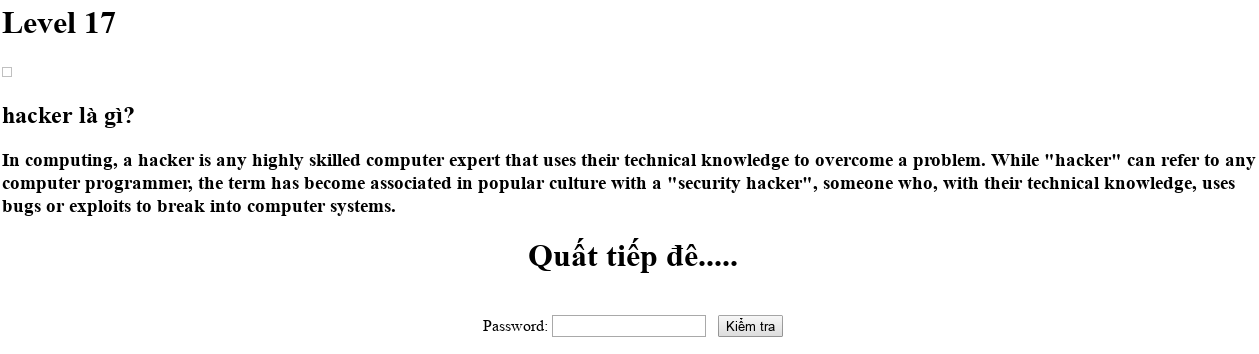 Level 17
hacker là gì?
In computing, a hacker is any highly skilled computer expert that uses their technical knowledge to overcome a problem. While "hacker" can refer to any
computer programmer, the term has become associated in popular culture with a "security hacker", someone who, with their technical knowledge, uses
bugs or exploits to break into computer systems.
Quất tiếp đê.....
Password: Kiểm tra